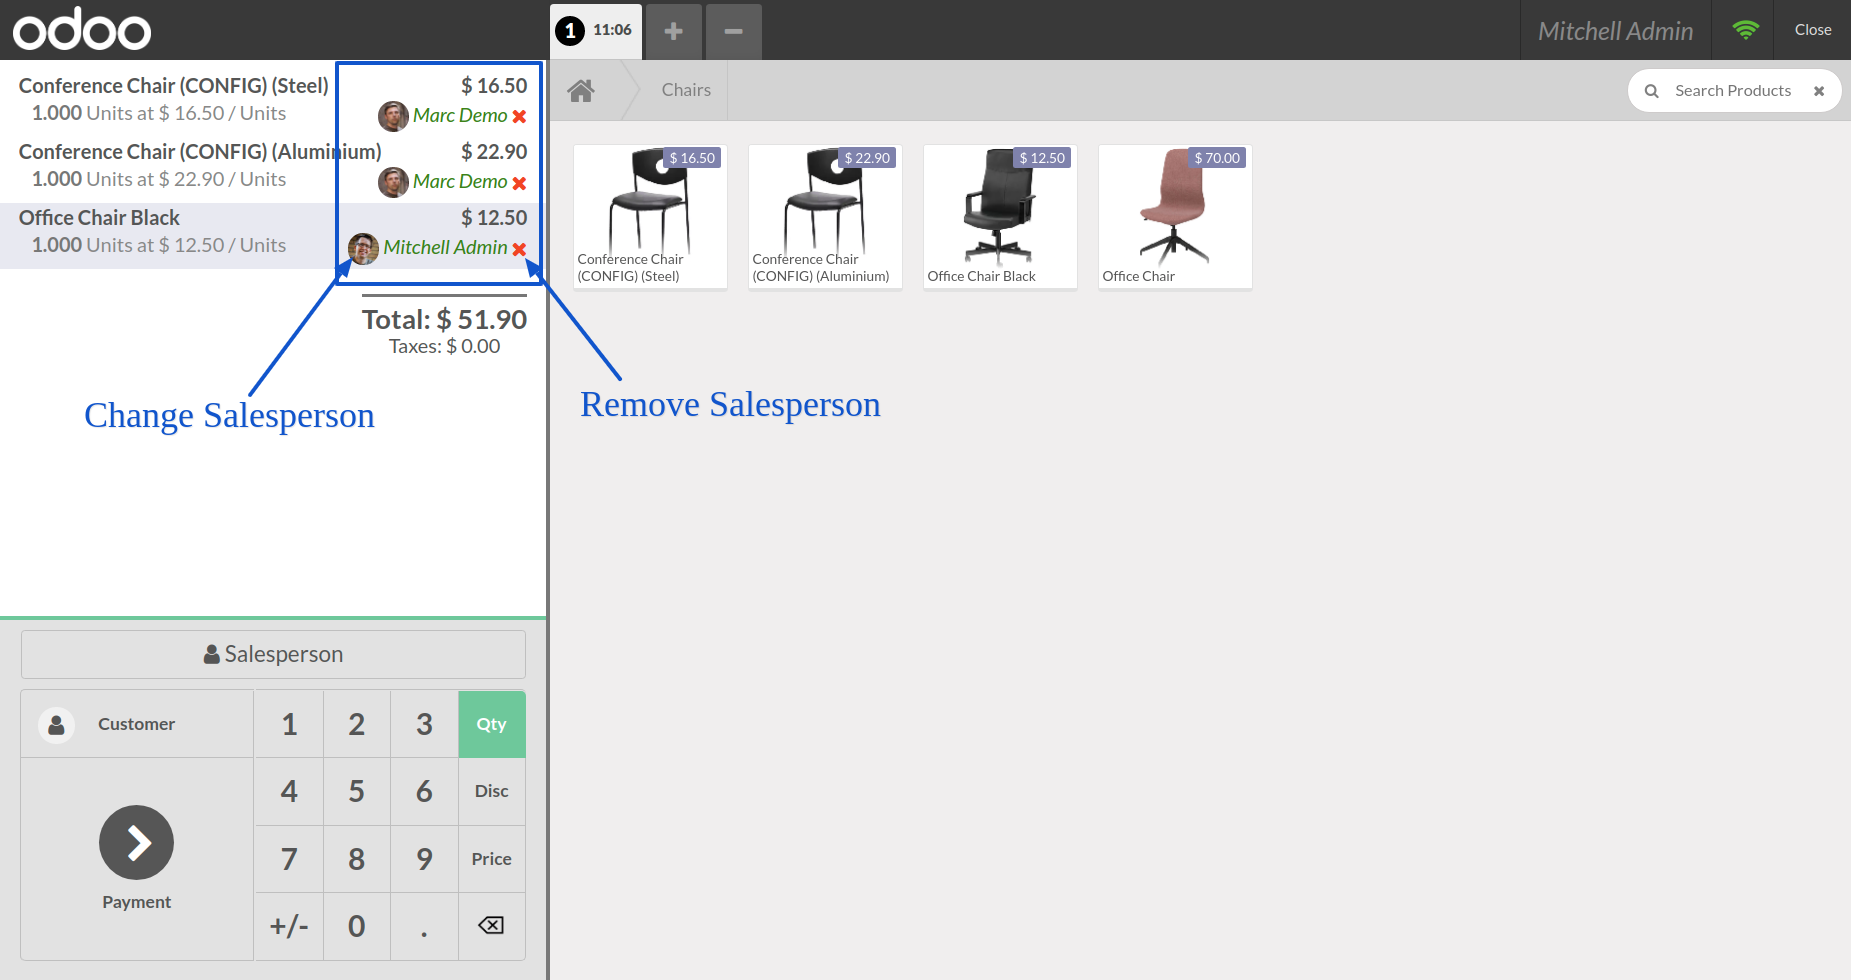 odoo
1 11:06
Mitchell Admin
Close
Conference Chair (CONFIG) (Steel) $ 16.50
1.000 Units at $ 16.50 / Units
Marc Demo
Conference Chair (CONFIG) (Aluminium) $ 22.90
1.000 Units at $ 22.90 / Units
Marc Demo
Office Chair Black $ 12.50
1.000 Units at $ 12.50 / Units
Mitchell Admin
Total: $ 51.90
Taxes: $ 0.00
Change Salesperson
Remove Salesperson
Chairs
Search Products
$ 16.50
Conference Chair
(CONFIG) (Steel)
$ 22.90
Conference Chair
(CONFIG) (Aluminium)
$ 12.50
Office Chair Black
$ 70.00
Office Chair
Salesperson
Customer
Payment
1 2 3 Qty
4 5 6 Disc
7 8 9 Price
+/- 0 .